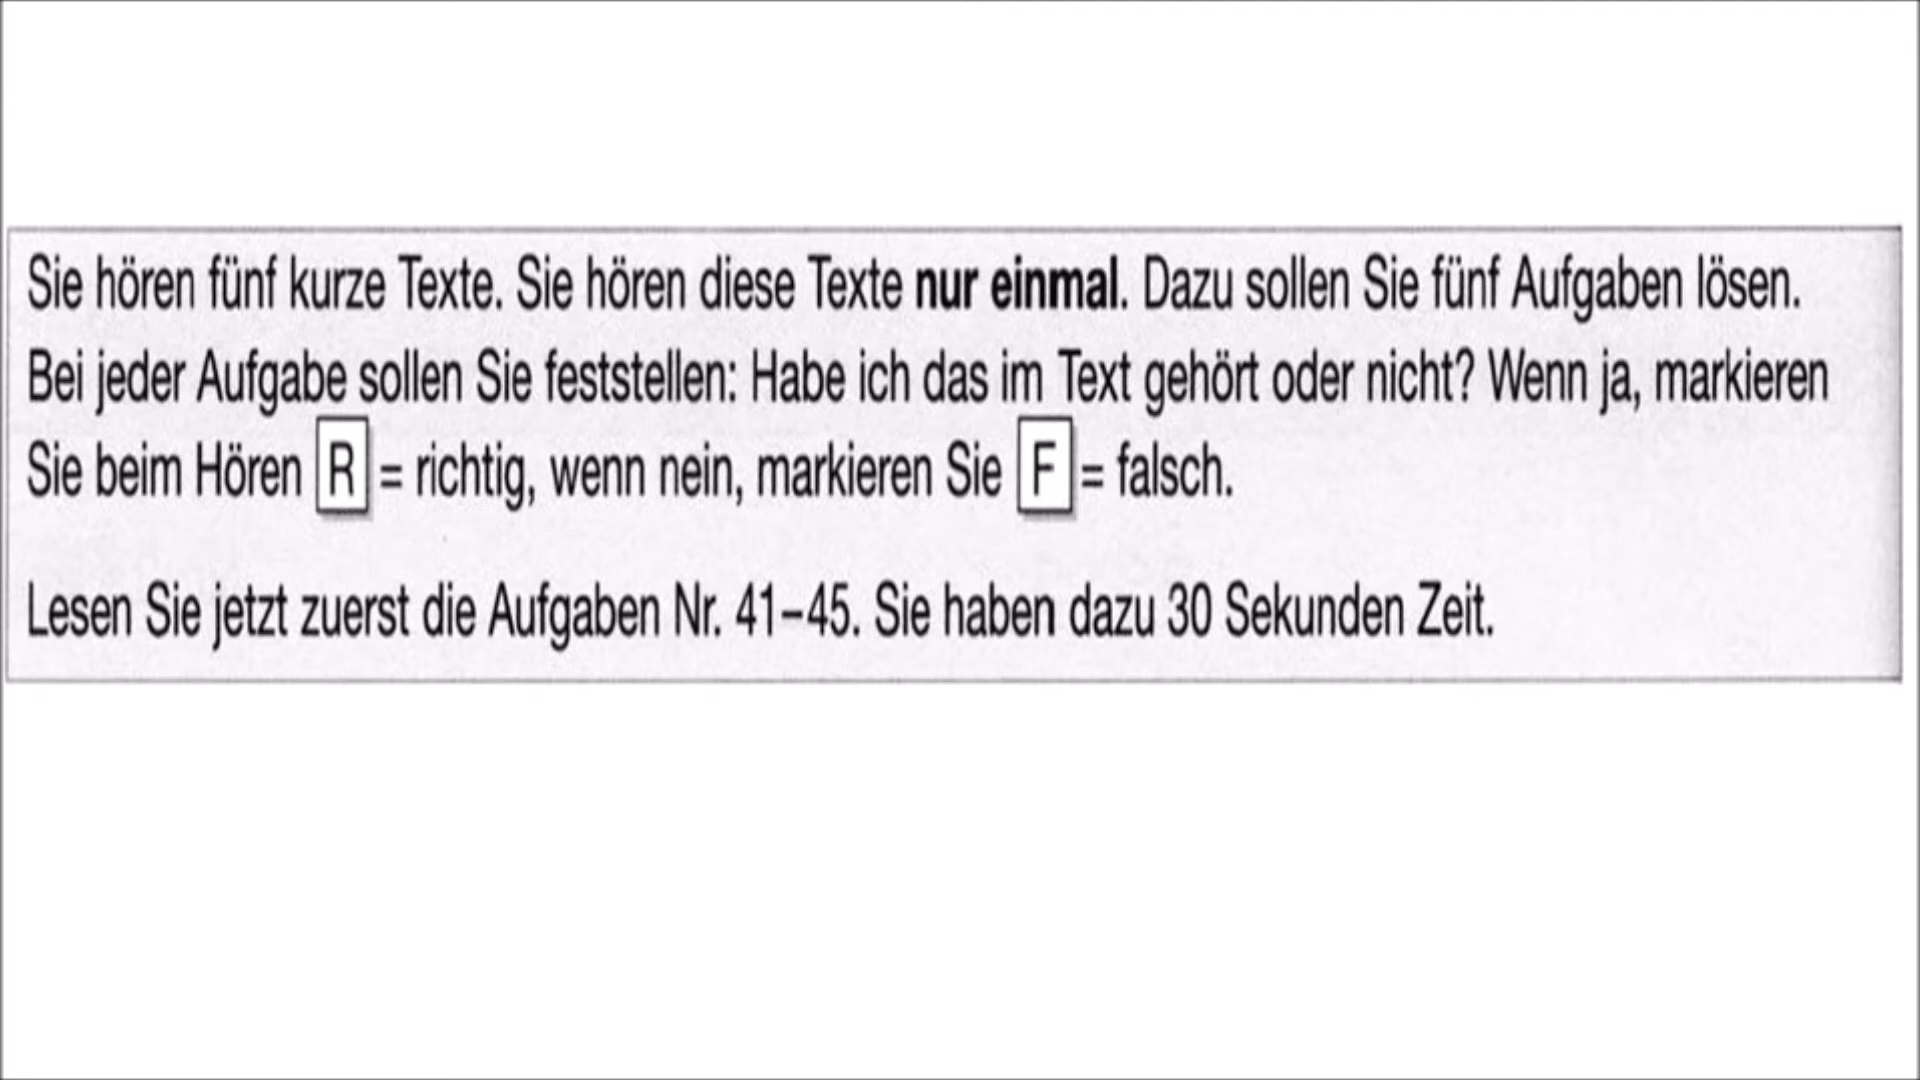 Sie hören fünf kurze Texte. Sie hören diese Texte nur einmal. Dazu sollen Sie fünf Aufgaben lösen.
Bei jeder Aufgabe sollen Sie feststellen: Habe ich das im Text gehört oder nicht? Wenn ja, markieren
Sie beim Hören R = richtig, wenn nein, markieren Sie F = falsch.
Lesen Sie jetzt zuerst die Aufgaben Nr. 41–45. Sie haben dazu 30 Sekunden Zeit.